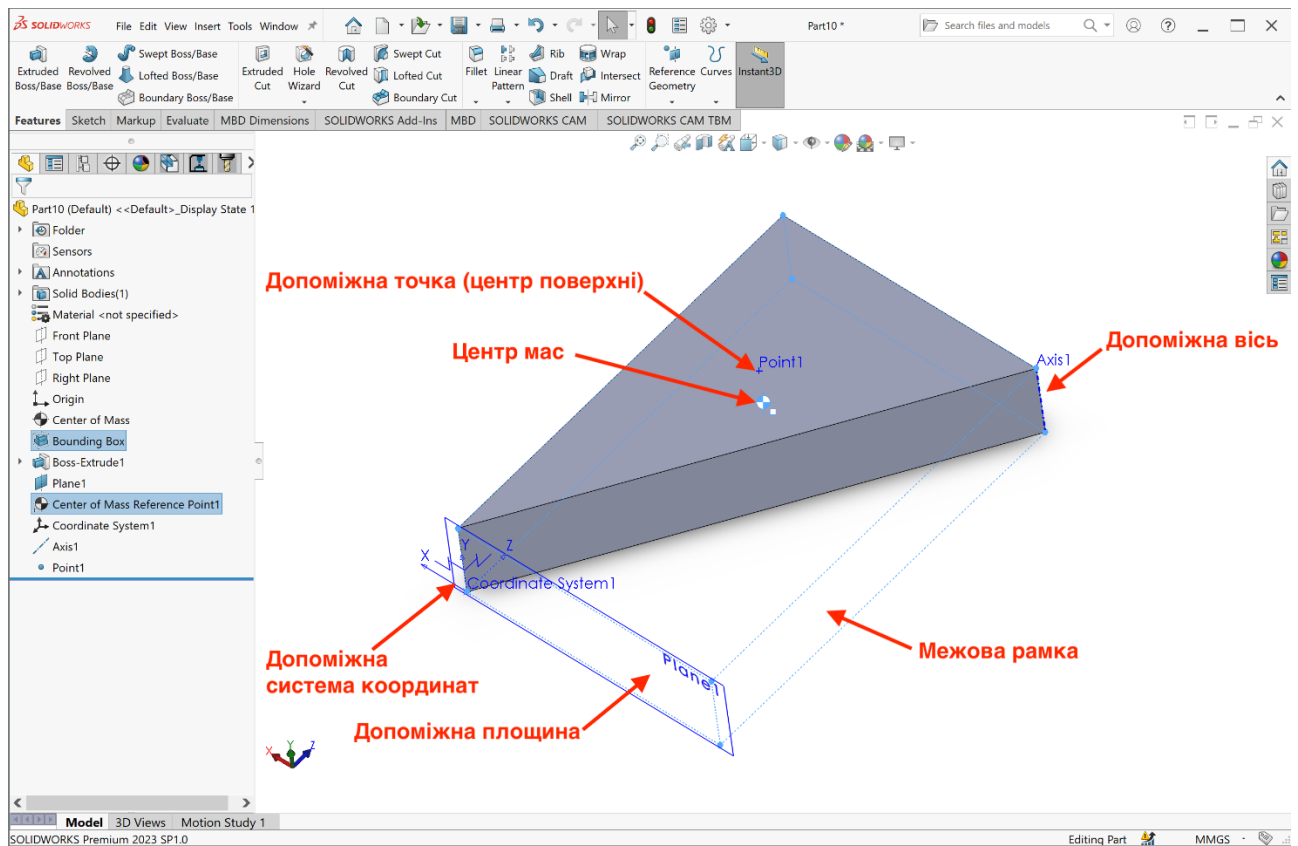 SOLIDWORKS File Edit View Insert Tools Window Part10 * Search files and models
Extruded Boss/Base
Revolved Boss/Base
Swept Boss/Base
Lofted Boss/Base
Boundary Boss/Base
Extruded Cut
Hole Wizard
Revolved Cut
Swept Cut
Lofted Cut
Boundary Cut
Fillet
Linear Pattern
Rib
Draft
Shell
Wrap
Intersect
Mirror
Reference Geometry
Curves
Instant3D
Features Sketch Markup Evaluate MBD Dimensions SOLIDWORKS Add-Ins MBD SOLIDWORKS CAM SOLIDWORKS CAM TBM
Part10 (Default) <<Default>_Display State 1
Folder
Sensors
Annotations
Solid Bodies(1)
Material <not specified>
Front Plane
Top Plane
Right Plane
Origin
Center of Mass
Bounding Box
Boss-Extrude1
Plane1
Center of Mass Reference Point1
Coordinate System1
Axis1
Point1
Допоміжна точка (центр поверхні)
Центр мас
Допоміжна вісь
Point1
Axis1
X
Y
Z
Coordinate System1
Межова рамка
Допоміжна
система координат
Plane1
Допоміжна площина
X
Y
Z
Model 3D Views Motion Study 1
SOLIDWORKS Premium 2023 SP1.0 Editing Part MMGS